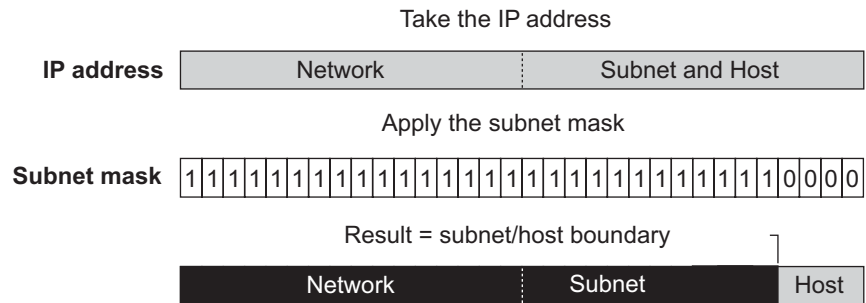 Take the IP address
IP address Network Subnet and Host
Apply the subnet mask
Subnet mask 1 1 1 1 1 1 1 1 1 1 1 1 1 1 1 1 1 1 1 1 1 1 1 1 1 1 1 1 0 0 0 0
Result = subnet/host boundary
Network Subnet Host